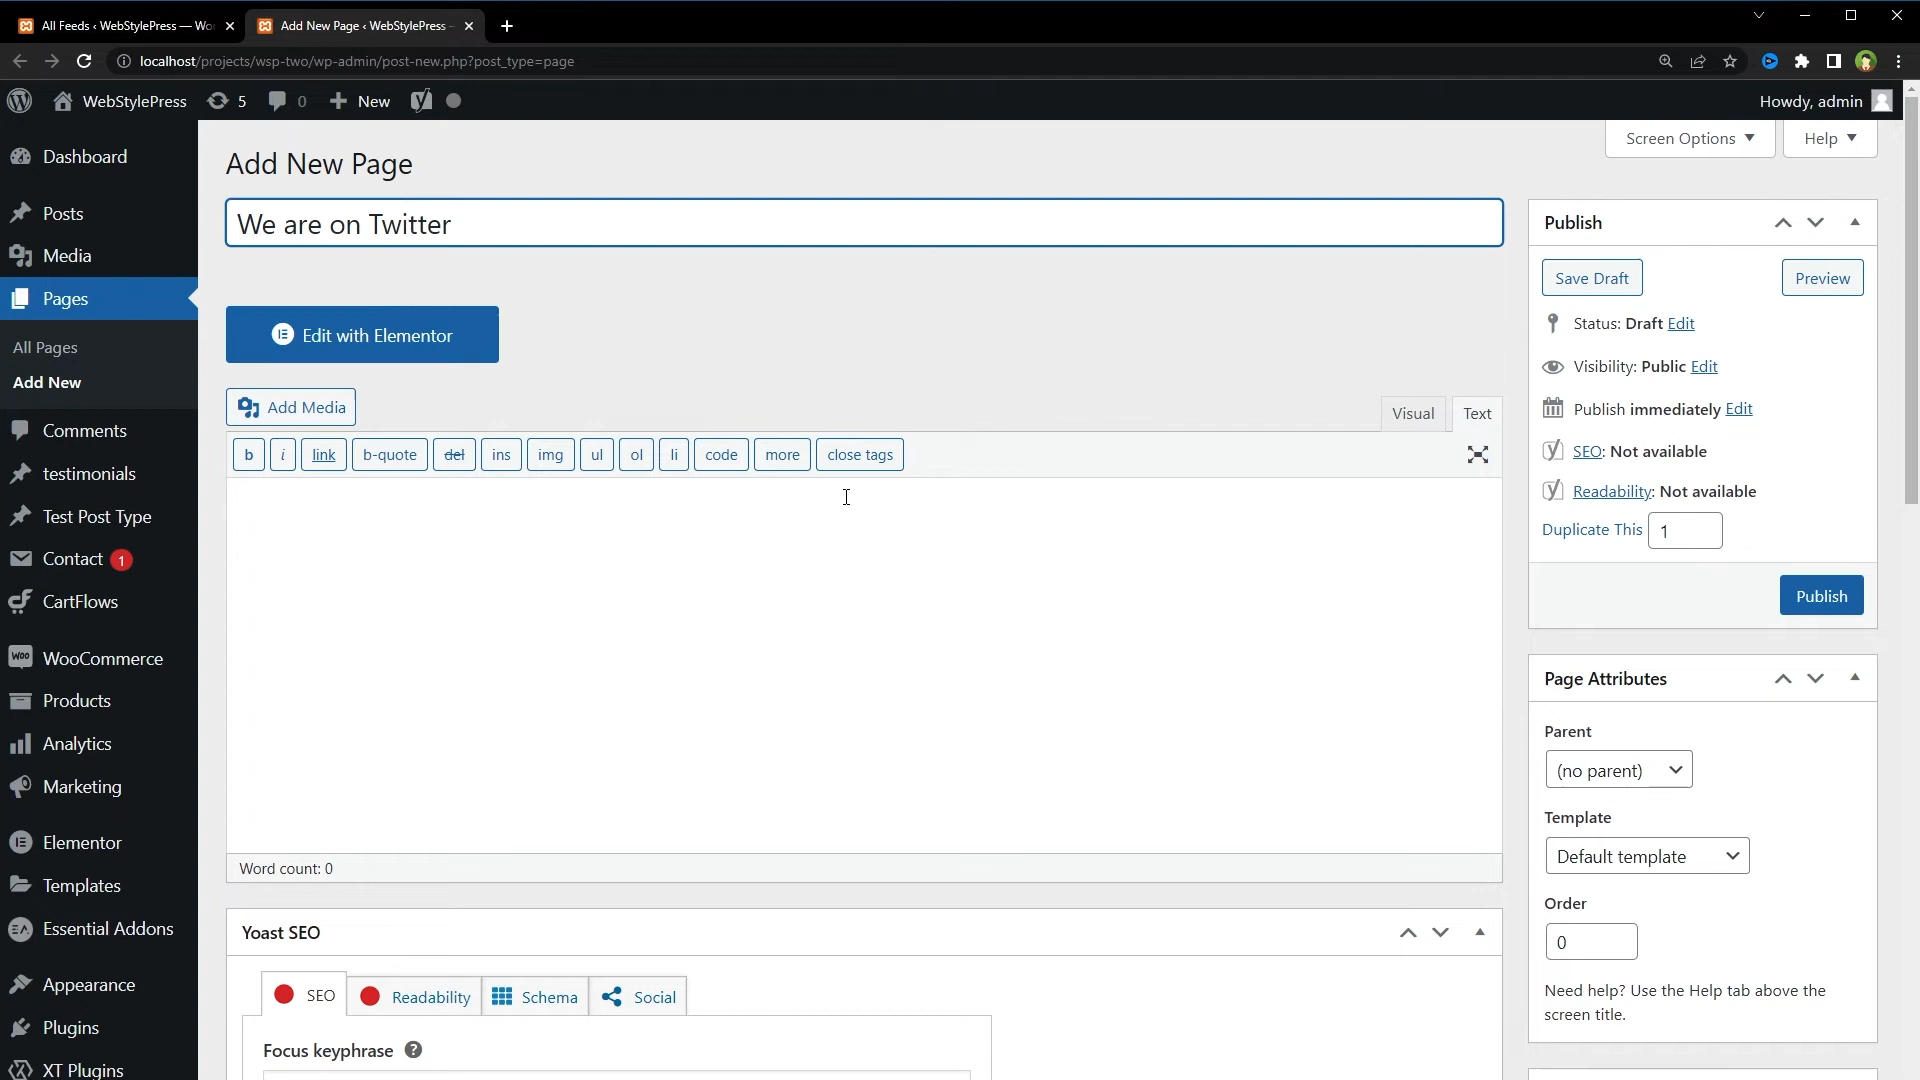 All Feeds ‹ WebStylePress — Wo
Add New Page ‹ WebStylePress –
localhost/projects/wsp-two/wp-admin/post-new.php?post_type=page
WebStylePress 5 0 New
Howdy, admin
Screen Options
Help
Dashboard
Posts
Media
Pages
All Pages
Add New
Comments
testimonials
Test Post Type
Contact 1
CartFlows
WooCommerce
Products
Analytics
Marketing
Elementor
Templates
Essential Addons
Appearance
Plugins
XT Plugins
Add New Page
We are on Twitter
Edit with Elementor
Add Media
Visual Text
b i link b-quote del ins img ul ol li code more close tags
Word count: 0
Yoast SEO
SEO Readability Schema Social
Focus keyphrase ?
Publish
Save Draft Preview
Status: Draft Edit
Visibility: Public Edit
Publish immediately Edit
SEO: Not available
Readability: Not available
Duplicate This 1
Publish
Page Attributes
Parent
(no parent)
Template
Default template
Order
0
Need help? Use the Help tab above the
screen title.